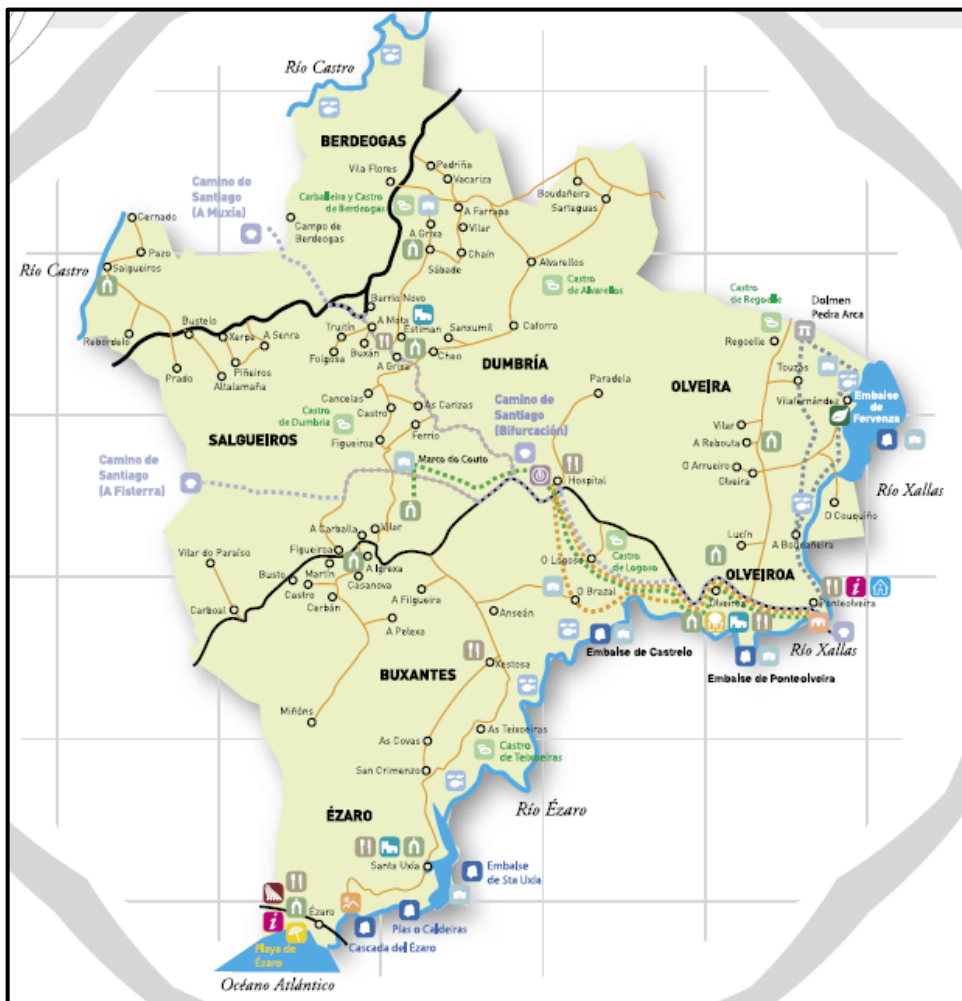 Río Castro
BERDEOGAS
Pedriña
Vila Flores
Vacariza
Camino de
Santiago
(A Muxía)
Carballeira y Castro
de Berdeogas
Boudañeira
Sarteguas
A Farrapa
Cernado
Campo de
Berdeogas
A Grixa
Vilar
Pazo
Sábade
Chaín
Alvarellos
Río Castro
Salgueiros
Castro
de Alvarellos
Castro
de Regoelle
Dolmen
Pedra Arca
Barrio Novo
Bustelo
A Mota
Truitín
Estiman
Sanxumil
Caforra
Rebordelo
Xarpa
A Senra
Buxán
Regoelle
Folgosa
A Grixa
Cheo
DUMBRÍA
Prado
Piñeiros
Altalamaña
Paradela
OLVEIRA
Touzas
Cancelas
As Carizas
Vilafernández
Embalse
de
Fervenza
Castro
de Dumbría
Castro
Camino de
Santiago
(Bifurcación)
SALGUEIROS
Ferrio
Vilar
Figueiroa
A Rebouta
Camino de
Santiago
(A Fisterra)
Marco do Couto
Hospital
O Arrueiro
Olveira
Río Xallas
O Couquiño
A Carballa
Vilar
Lucín
A Boudañeira
Vilar do Paraíso
Figueiroa
A Igrexa
O Logoso
Castro
de Logoso
Busto
Martín
Casanova
OLVEIROA
Castro
Cerbán
A Filgueira
O Brazal
Olveiroa
Ponteolveira
Carboal
Anseán
A Pelexa
Río Xallas
Embalse de Castrelo
BUXANTES
Xestosa
Embalse de Ponteolveira
Miñóns
As Covas
As Teixoeiras
Castro
de Teixoeiras
San Crimenzo
Río Ézaro
ÉZARO
Santa Uxía
Embalse
de Sta Uxía
Ézaro
Pías o Caldeiras
Playa de
Ézaro
Cascada del Ézaro
Océano Atlántico